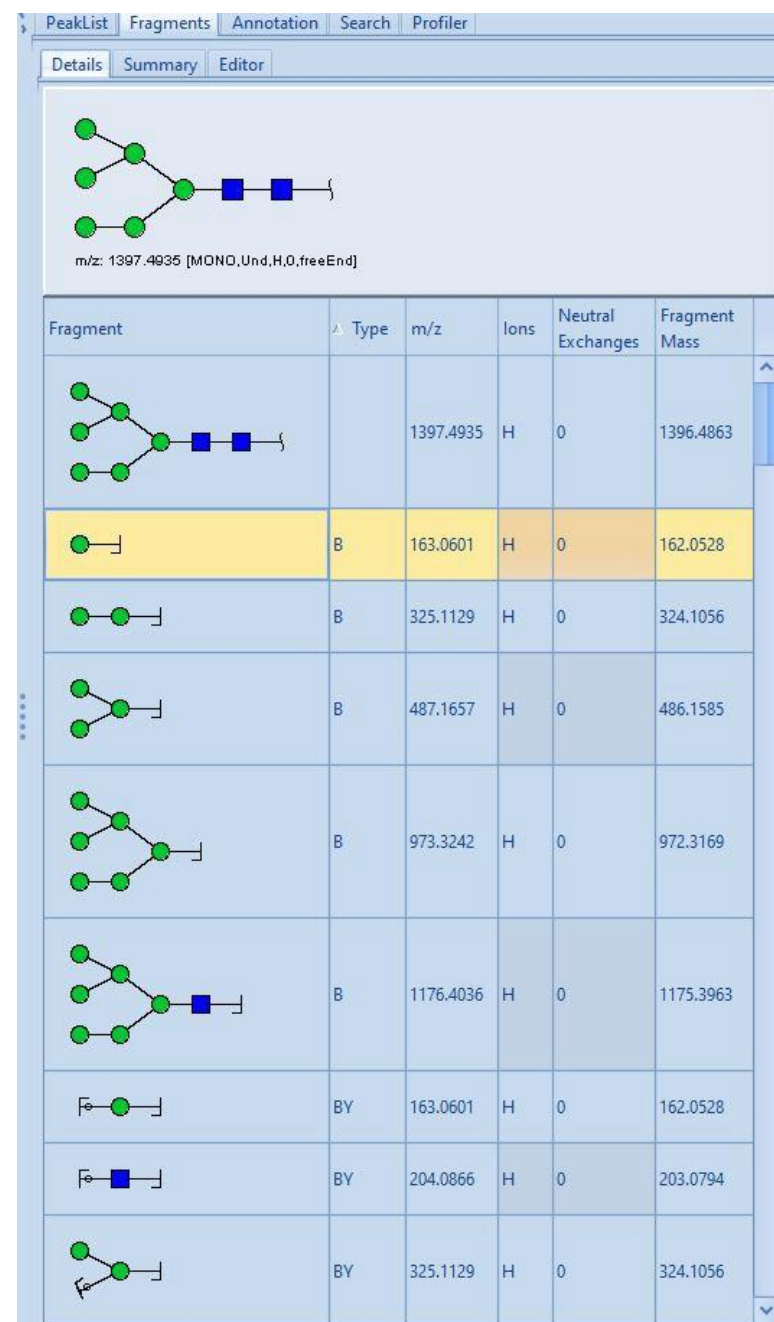 PeakList Fragments Annotation Search Profiler
Details Summary Editor
m/z: 1397.4935 [MONO,Und,H,0,freeEnd]
Fragment Type m/z Ions Neutral Exchanges Fragment Mass
1397.4935 H 0 1396.4863
B 163.0601 H 0 162.0528
B 325.1129 H 0 324.1056
B 487.1657 H 0 486.1585
B 973.3242 H 0 972.3169
B 1176.4036 H 0 1175.3963
BY 163.0601 H 0 162.0528
BY 204.0866 H 0 203.0794
BY 325.1129 H 0 324.1056